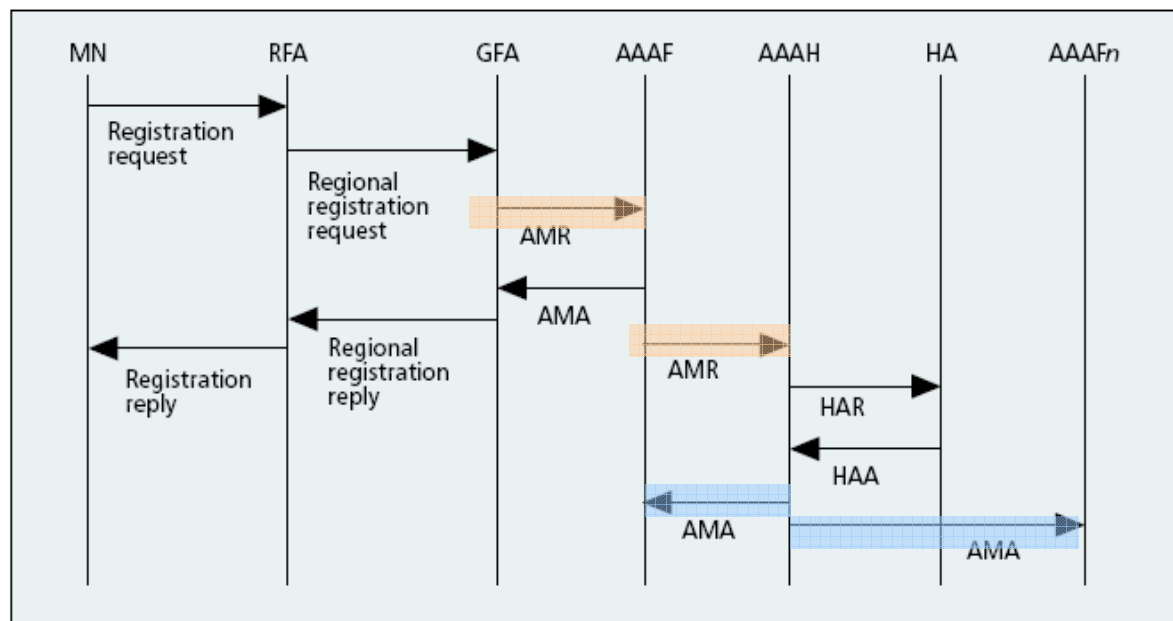 MN RFA GFA AAAF AAAH HA AAAFn
Registration
request
Regional
registration
request
AMR
AMA
Regional
registration
reply
Registration
reply
AMR
HAR
HAA
AMA
AMA